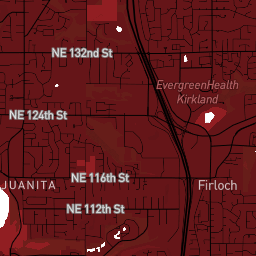 NE 132nd St
EvergreenHealth
Kirkland
NE 124th St
JUANITA
NE 116th St
Firloch
NE 112th St